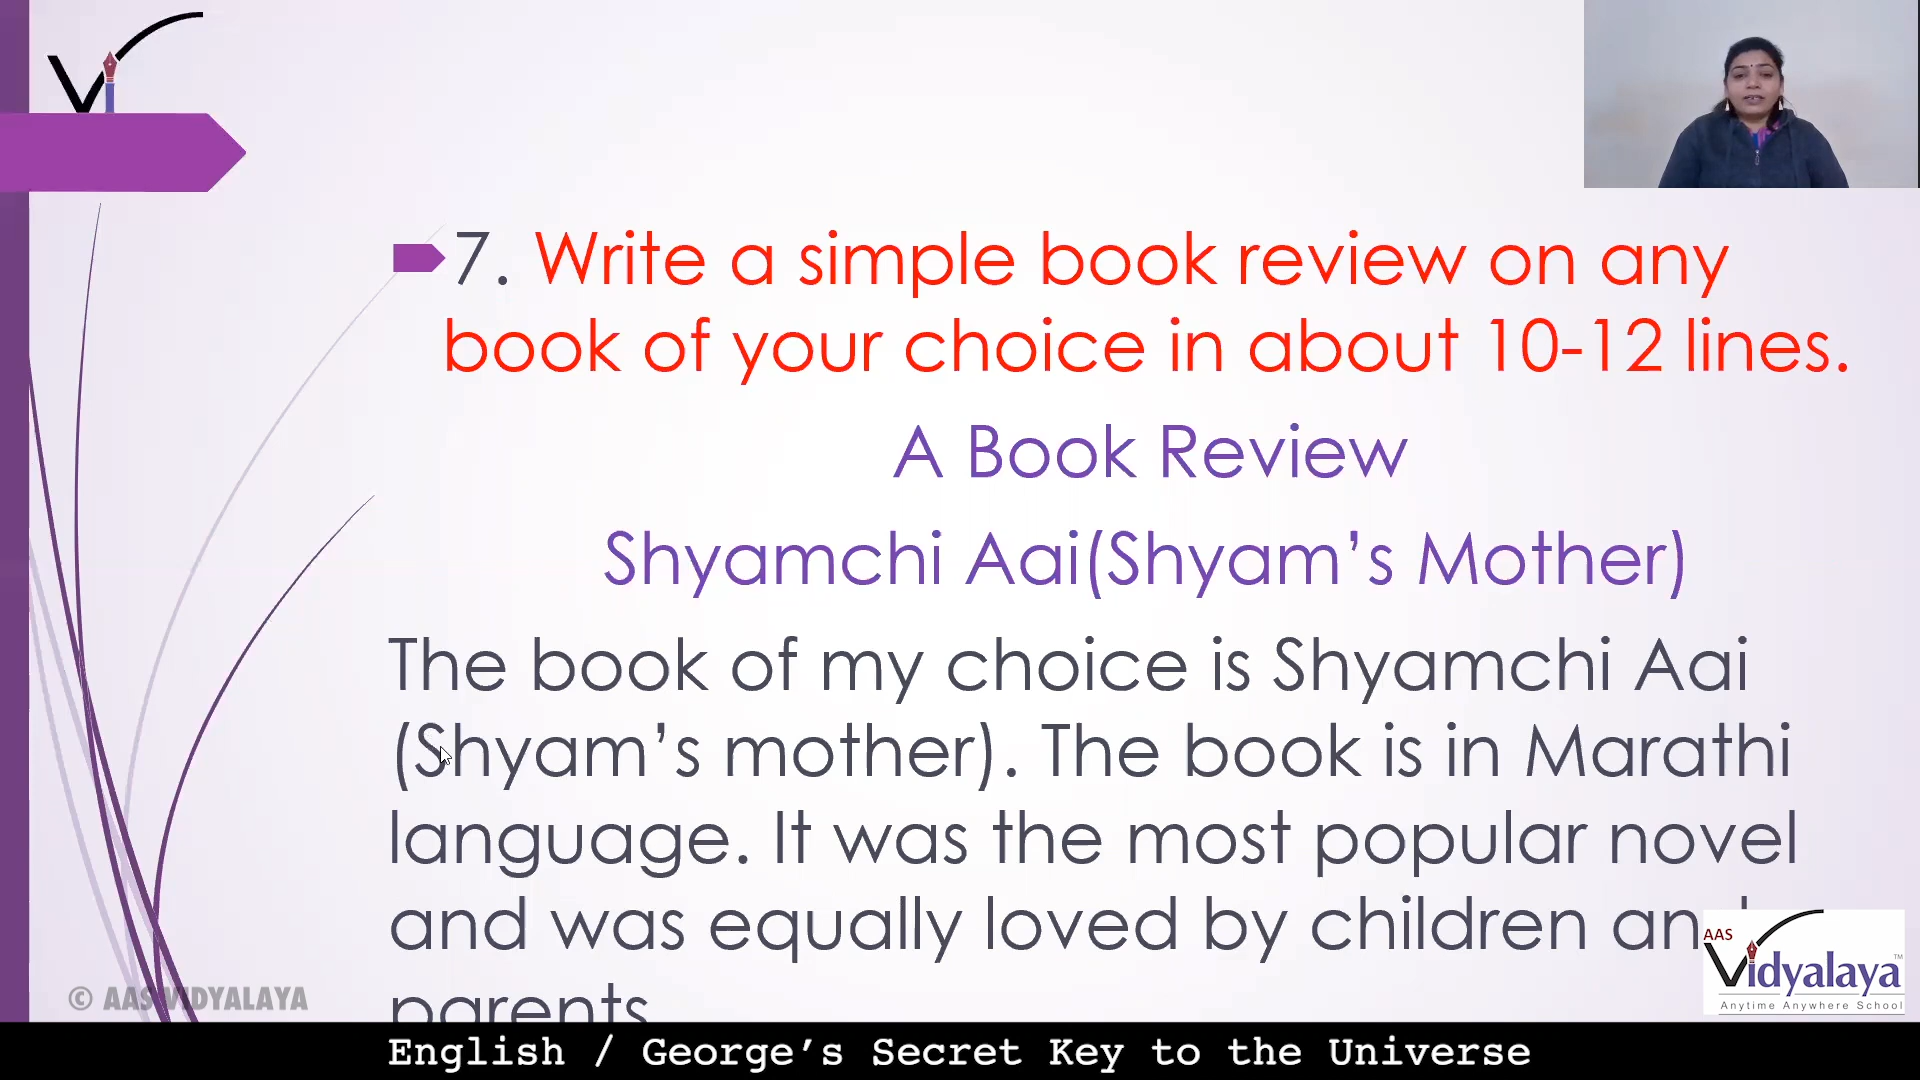 7. Write a simple book review on any
book of your choice in about 10-12 lines.
A Book Review
Shyamchi Aai(Shyam’s Mother)
The book of my choice is Shyamchi Aai
(Shyam’s mother). The book is in Marathi
language. It was the most popular novel
and was equally loved by children and
parents
AAS
Vidyalaya
TM
Anytime Anywhere School
© AAS VIDYALAYA
English / George’s Secret Key to the Universe